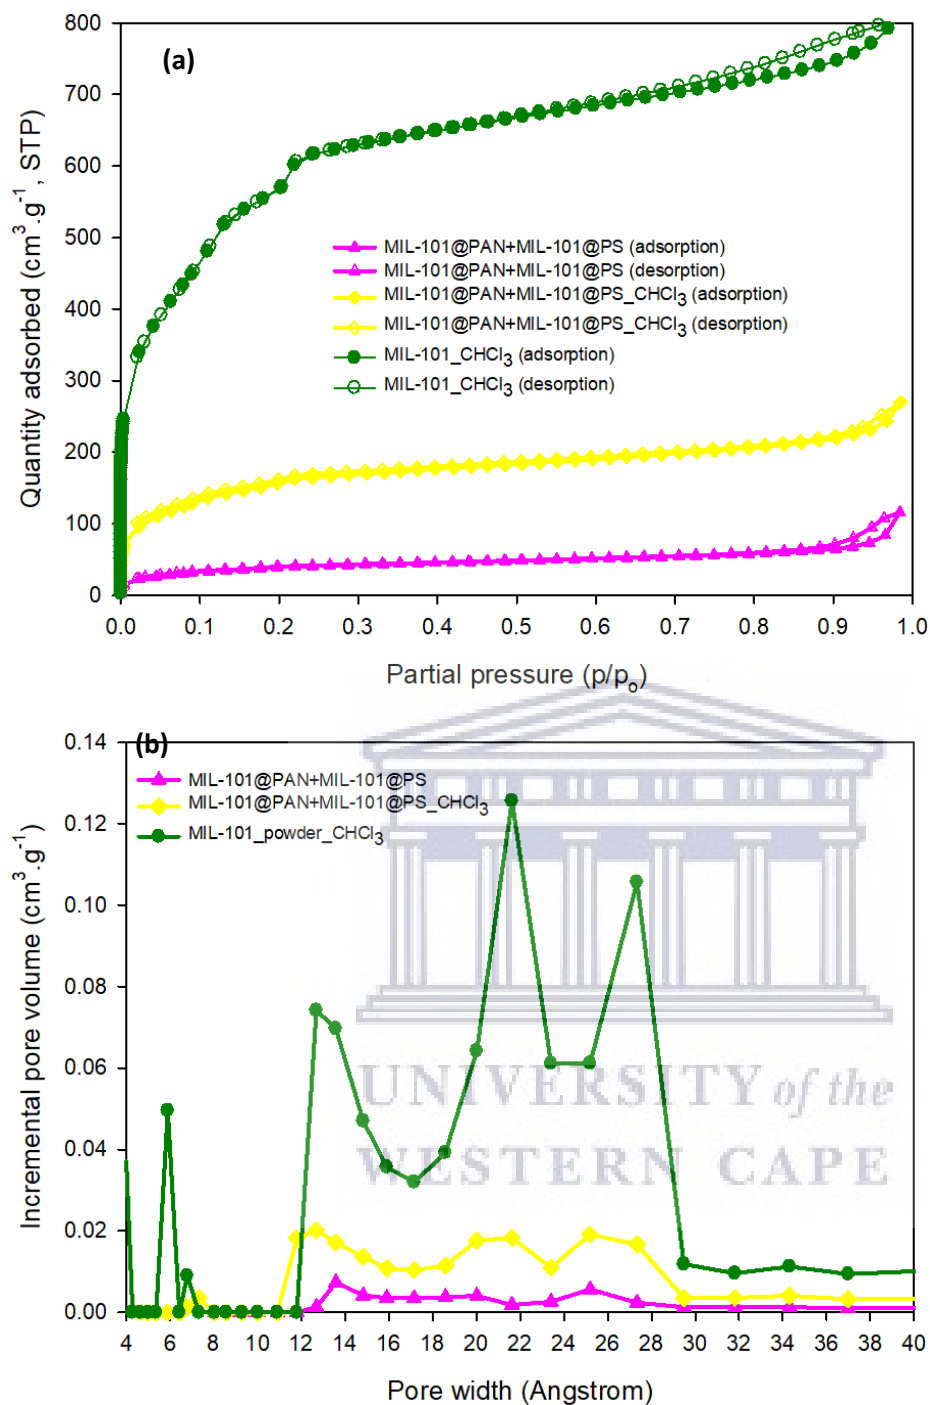 (a)
Quantity adsorbed (cm³.g⁻¹, STP)
800
700
600
500
400
300
200
100
0
MIL-101@PAN+MIL-101@PS (adsorption)
MIL-101@PAN+MIL-101@PS (desorption)
MIL-101@PAN+MIL-101@PS_CHCl₃ (adsorption)
MIL-101@PAN+MIL-101@PS_CHCl₃ (desorption)
MIL-101_CHCl₃ (adsorption)
MIL-101_CHCl₃ (desorption)
0.0 0.1 0.2 0.3 0.4 0.5 0.6 0.7 0.8 0.9 1.0
Partial pressure (p/pₒ)
(b)
Incremental pore volume (cm³.g⁻¹)
0.14
0.12
0.10
0.08
0.06
0.04
0.02
0.00
MIL-101@PAN+MIL-101@PS
MIL-101@PAN+MIL-101@PS_CHCl₃
MIL-101_powder_CHCl₃
UNIVERSITY of the
WESTERN CAPE
4 6 8 10 12 14 16 18 20 22 24 26 28 30 32 34 36 38 40
Pore width (Angstrom)